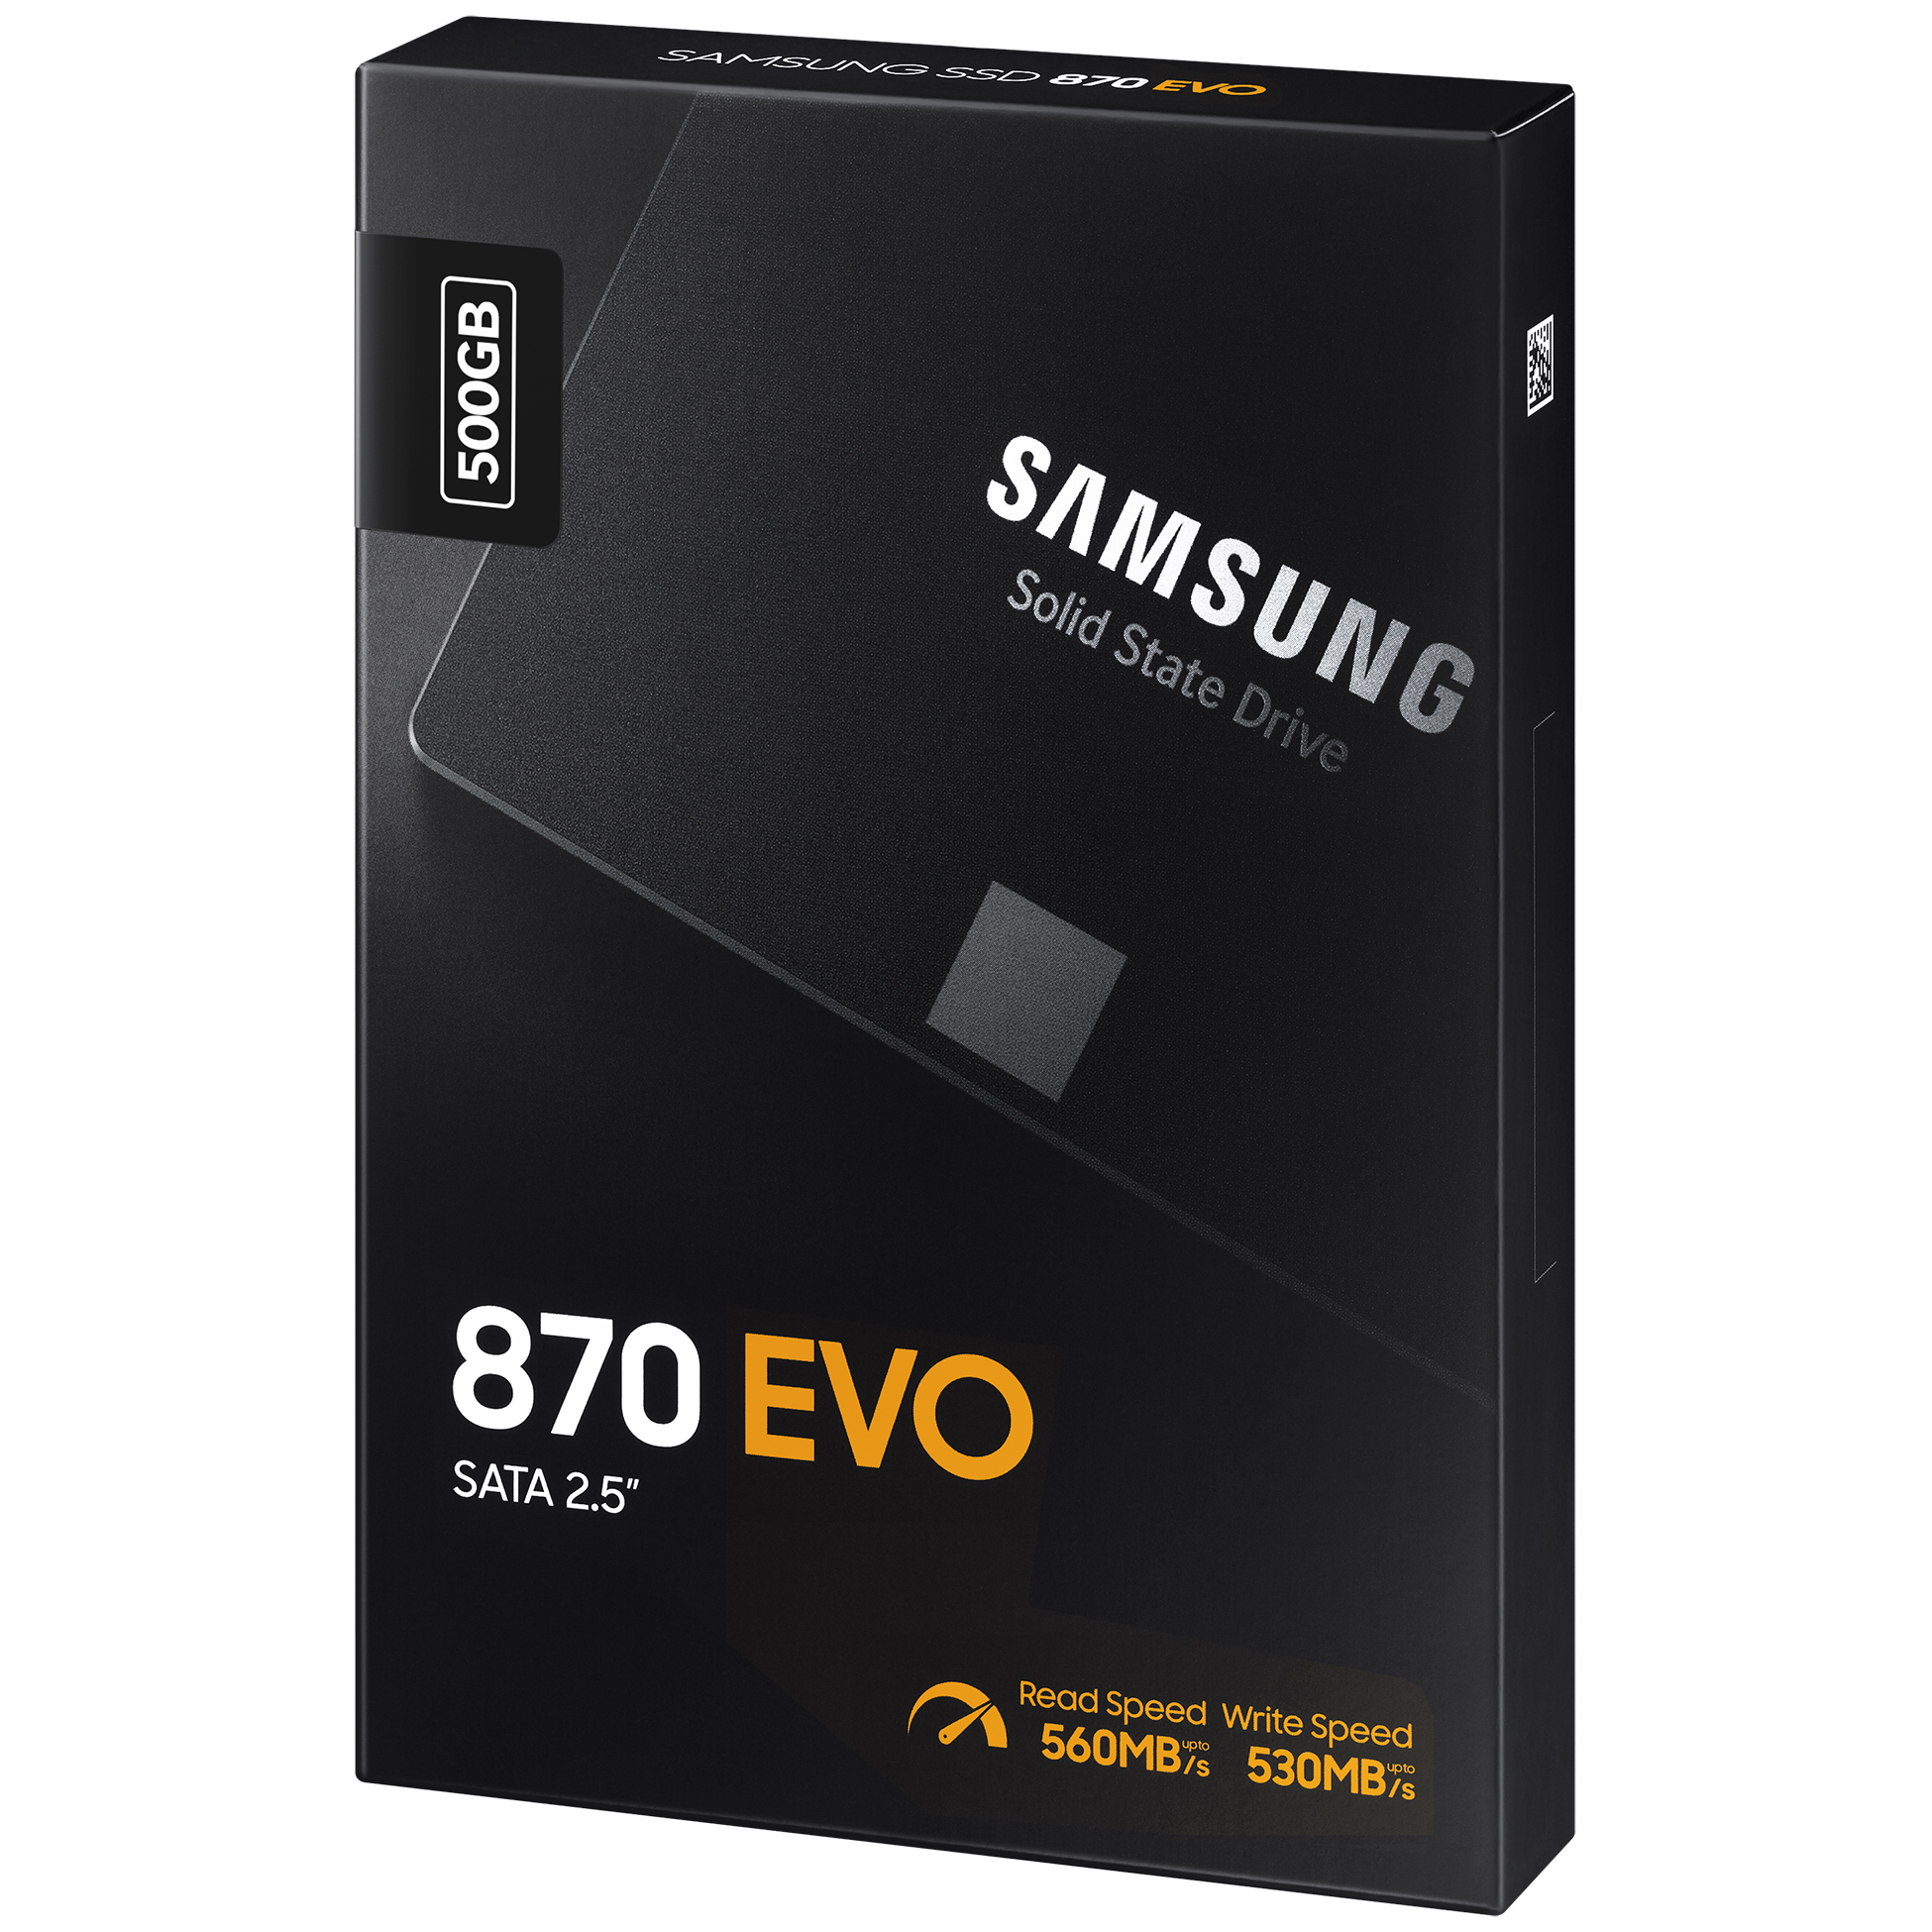 SAMSUNG SSD 870 EVO
500GB
SAMSUNG
Solid State Drive
870 EVO
SATA 2.5"
Read Speed Write Speed
560MB/s upto 530MB/s upto